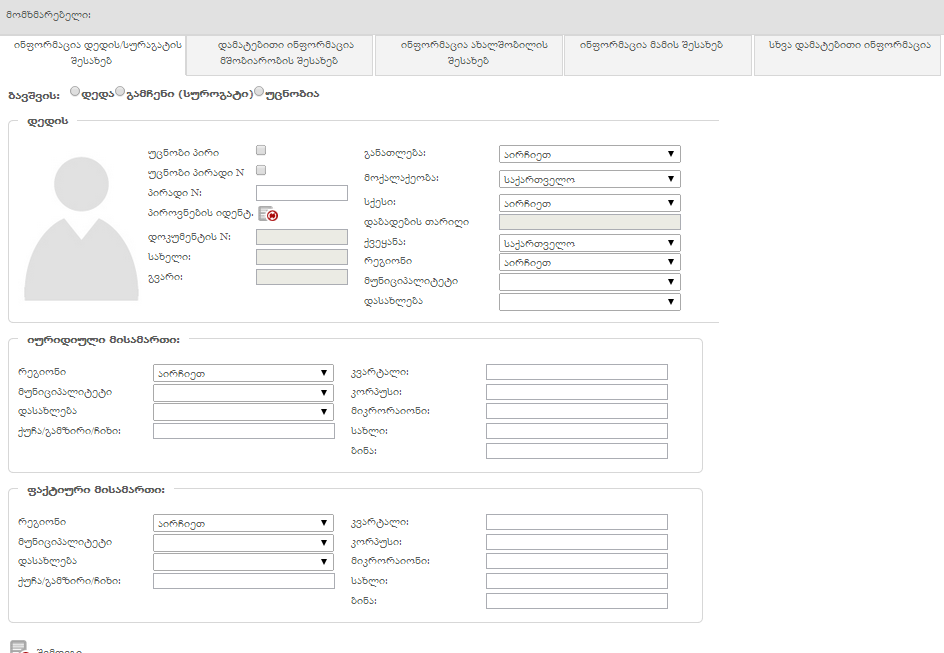 მომხმარებელი:
ინფორმაცია დედის/სურაგატის შესახებ
დამატებითი ინფორმაცია მშობიარობის შესახებ
ინფორმაცია ახალშობილის შესახებ
ინფორმაცია მამის შესახებ
სხვა დამატებითი ინფორმაცია
ბავშვის: დედა გამჩენი (სუროგატი) უცნობია
დედის
უცნობი პირი
უცნობი პირადი N
პირადი N:
პიროვნების იდენტ.
დოკუმენტის N:
სახელი:
გვარი:
განათლება: აირჩიეთ
მოქალაქეობა: საქართველო
სქესი: აირჩიეთ
დაბადების თარიღი
ქვეყანა: საქართველო
რეგიონი აირჩიეთ
მუნიციპალიტეტი
დასახლება
იურიდიული მისამართი:
რეგიონი აირჩიეთ
მუნიციპალიტეტი
დასახლება
ქუჩა/გამზირი/ჩიხი:
კვარტალი:
კორპუსი:
მიკრორაიონი:
სახლი:
ბინა:
ფაქტიური მისამართი:
რეგიონი აირჩიეთ
მუნიციპალიტეტი
დასახლება
ქუჩა/გამზირი/ჩიხი:
კვარტალი:
კორპუსი:
მიკრორაიონი:
სახლი:
ბინა: